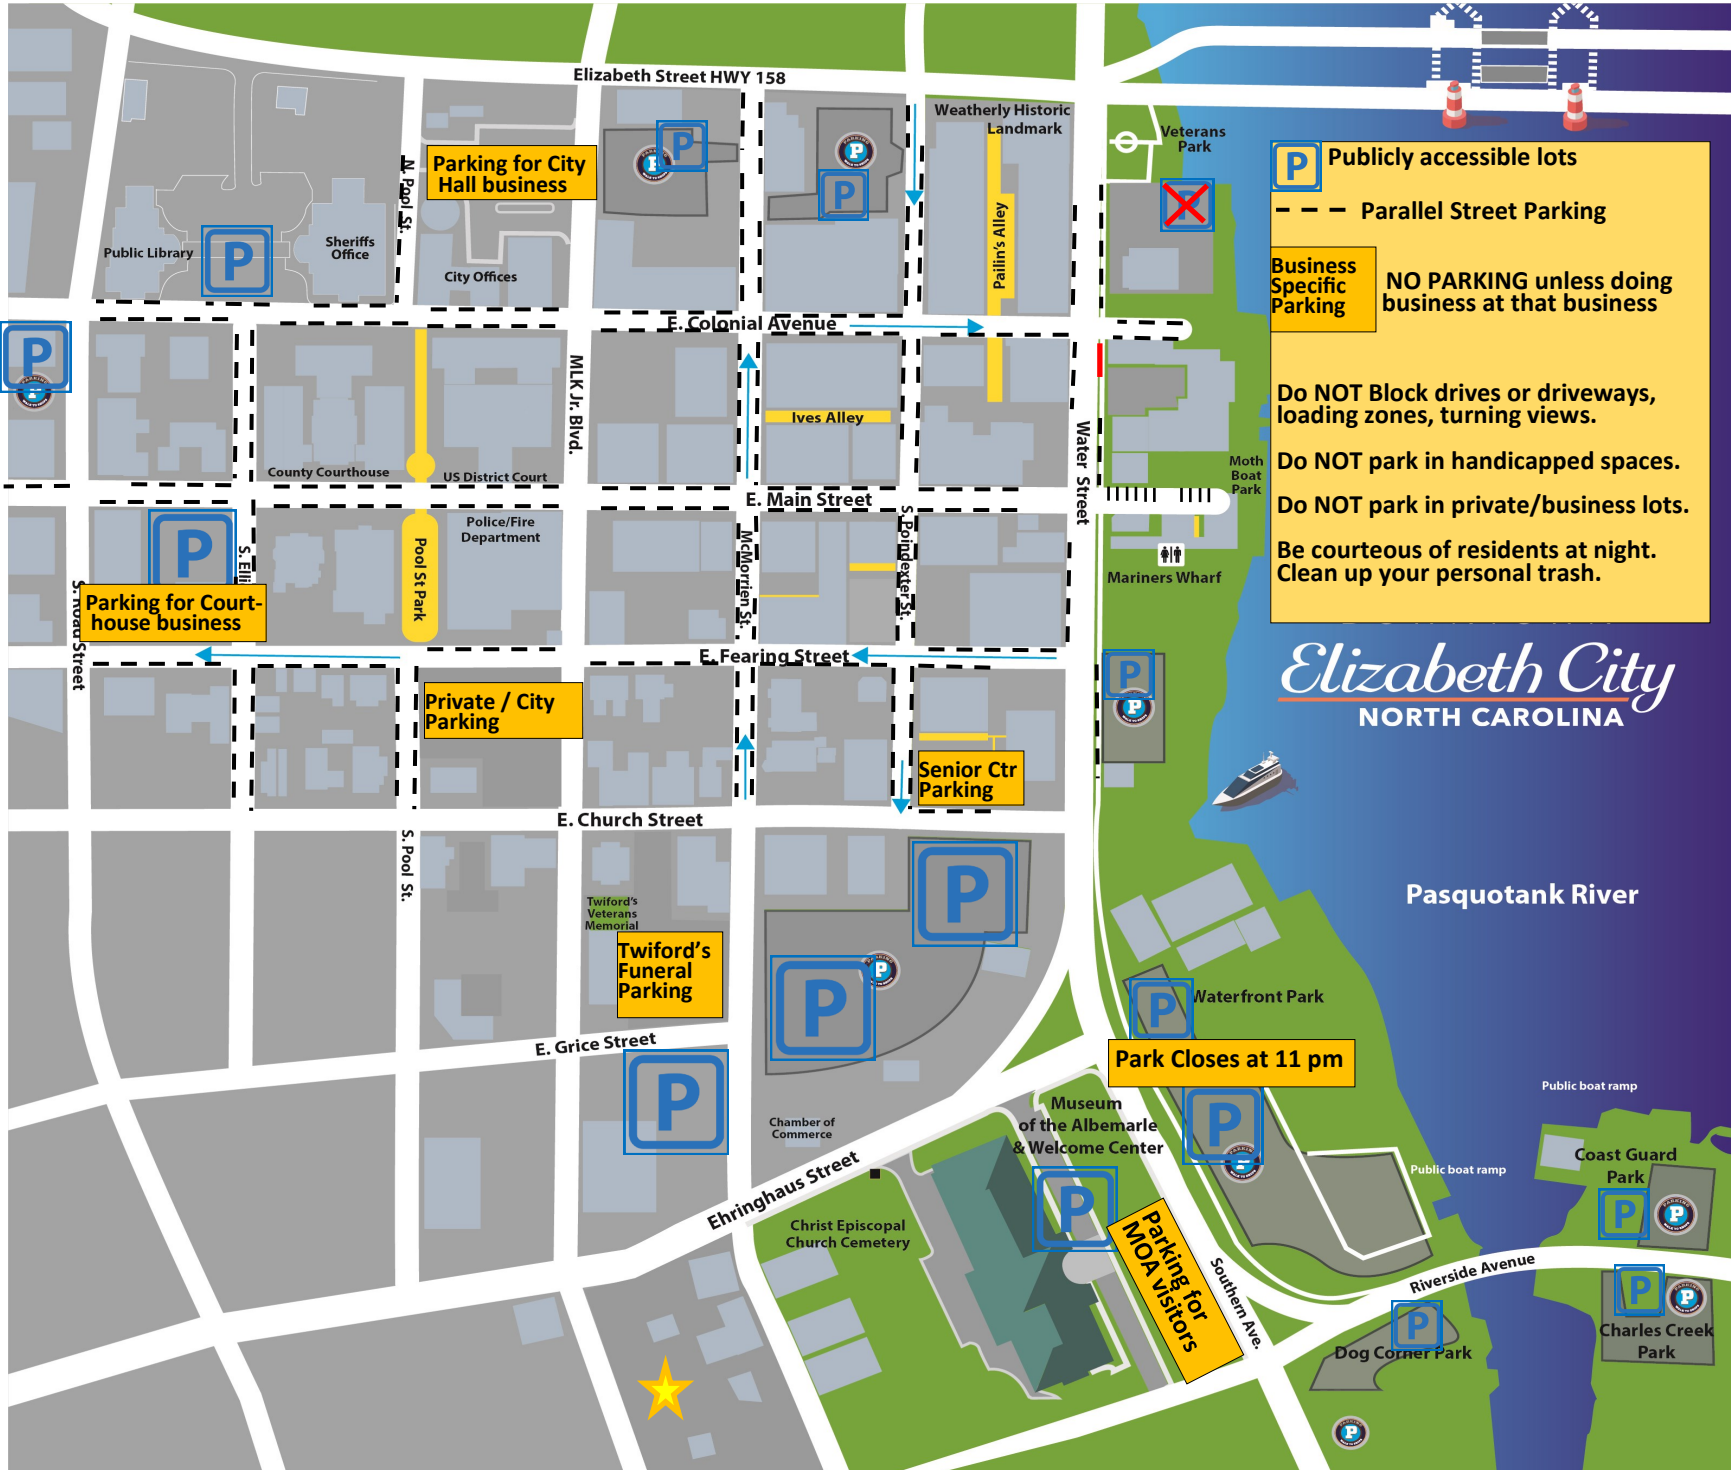 Elizabeth Street HWY 158
Weatherly Historic
Landmark
Veterans
Park
N. Pool St.
Parking for City
Hall business
P
P
P
P
P
Publicly accessible lots
Parallel Street Parking
Business
Specific
Parking
NO PARKING unless doing
business at that business
Do NOT Block drives or driveways,
loading zones, turning views.
Do NOT park in handicapped spaces.
Do NOT park in private/business lots.
Be courteous of residents at night.
Clean up your personal trash.
Public Library
P
Sheriffs
Office
City Offices
Pailin's Alley
E. Colonial Avenue
P
MLK Jr. Blvd.
Ives Alley
Water Street
County Courthouse
US District Court
Moth
Boat
Park
E. Main Street
P
Police/Fire
Department
S. Elli
Pool St Park
McMorrien St.
S. Poindexter St.
Mariners Wharf
Parking for Court-
house business
S. Road Street
E. Fearing Street
P
P
Elizabeth City
NORTH CAROLINA
Private / City
Parking
Senior Ctr
Parking
E. Church Street
S. Pool St.
P
Twiford's
Veterans
Memorial
Pasquotank River
Twiford's
Funeral
Parking
P
P
P
Waterfront Park
E. Grice Street
Park Closes at 11 pm
P
Chamber of
Commerce
Museum
of the Albemarle
& Welcome Center
P
Public boat ramp
Public boat ramp
Coast Guard
Park
P
P
Ehringhaus Street
P
Christ Episcopal
Church Cemetery
Parking for
MOA visitors
Southern Ave.
Riverside Avenue
P
P
Charles Creek
Park
P
Dog Corner Park
P